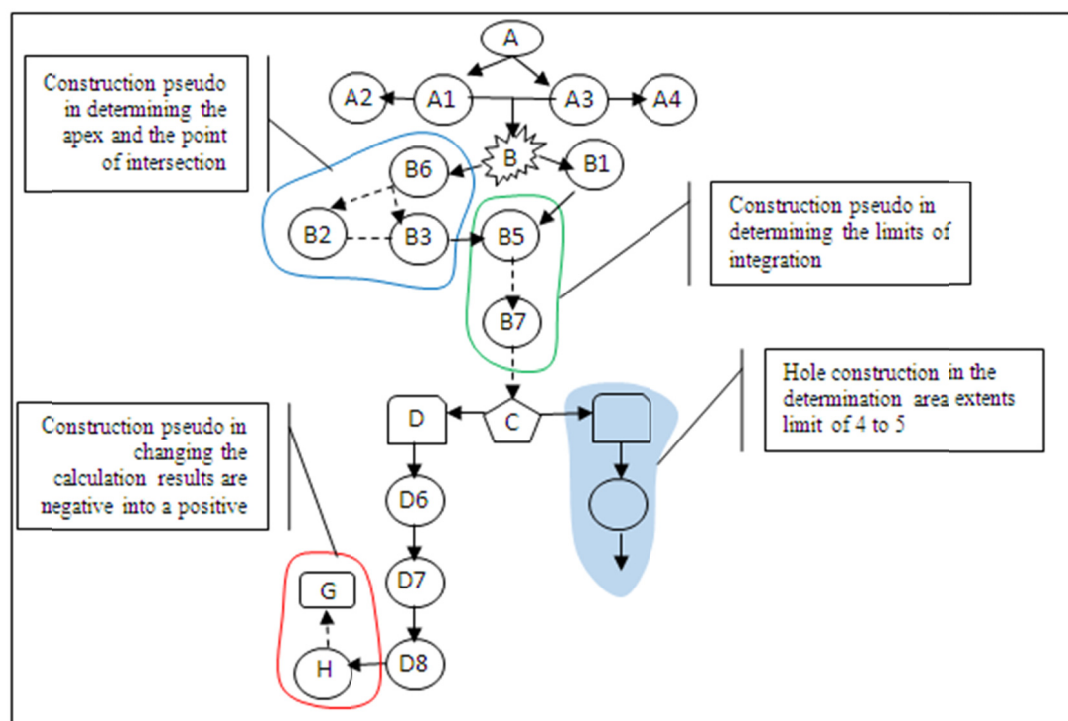 A
Construction pseudo
in determining the
apex and the point
of intersection
A2
A1
A3
A4
B
B1
B6
B2
B3
B5
Construction pseudo in
determining the limits of
integration
B7
Hole construction in the
determination area extents
limit of 4 to 5
D
C
Construction pseudo in
changing the
calculation results are
negative into a positive
D6
D7
G
D8
H